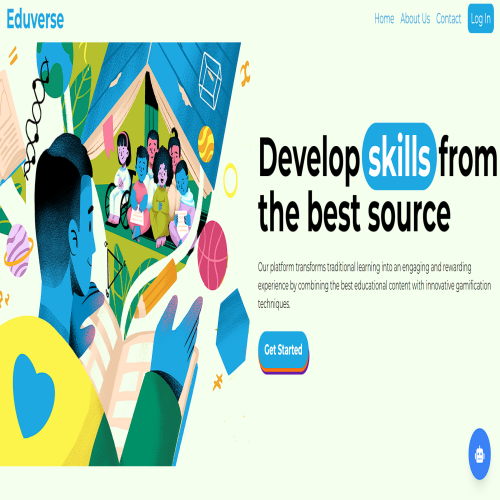 Eduverse
Home About Us Contact Log In
Develop skills from
the best source
Our platform transforms traditional learning into an engaging and rewarding
experience by combining the best educational content with innovative gamification
techniques.
Get Started